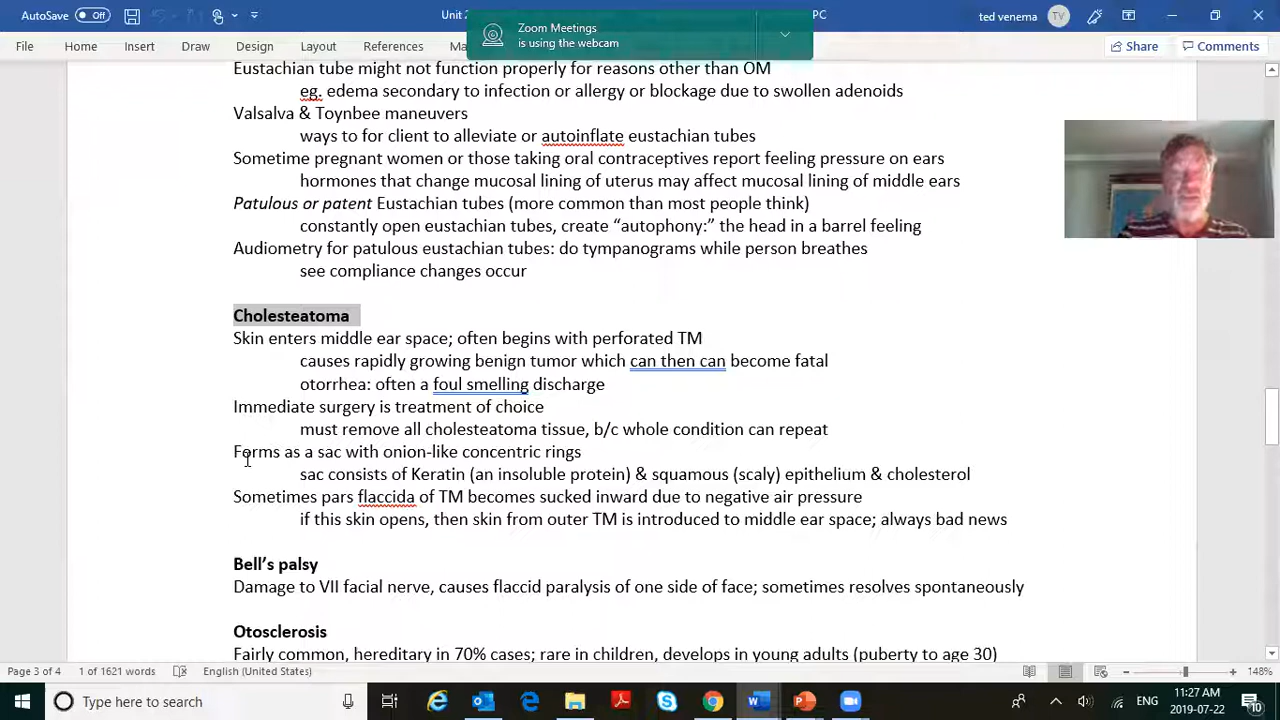 AutoSave Off
Unit 2
PC
ted venema TV
Zoom Meetings
is using the webcam
File Home Insert Draw Design Layout References Ma
Share Comments
Eustachian tube might not function properly for reasons other than OM
eg. edema secondary to infection or allergy or blockage due to swollen adenoids
Valsalva & Toynbee maneuvers
ways to for client to alleviate or autoinflate eustachian tubes
Sometime pregnant women or those taking oral contraceptives report feeling pressure on ears
hormones that change mucosal lining of uterus may affect mucosal lining of middle ears
Patulous or patent Eustachian tubes (more common than most people think)
constantly open eustachian tubes, create “autophony:” the head in a barrel feeling
Audiometry for patulous eustachian tubes: do tympanograms while person breathes
see compliance changes occur
Cholesteatoma
Skin enters middle ear space; often begins with perforated TM
causes rapidly growing benign tumor which can then can become fatal
otorrhea: often a foul smelling discharge
Immediate surgery is treatment of choice
must remove all cholesteatoma tissue, b/c whole condition can repeat
Forms as a sac with onion-like concentric rings
sac consists of Keratin (an insoluble protein) & squamous (scaly) epithelium & cholesterol
Sometimes pars flaccida of TM becomes sucked inward due to negative air pressure
if this skin opens, then skin from outer TM is introduced to middle ear space; always bad news
Bell’s palsy
Damage to VII facial nerve, causes flaccid paralysis of one side of face; sometimes resolves spontaneously
Otosclerosis
Fairly common, hereditary in 70% cases; rare in children, develops in young adults (puberty to age 30)
Page 3 of 4 1 of 1621 words English (United States) 148%
Type here to search
ENG
11:27 AM
2019-07-22
10